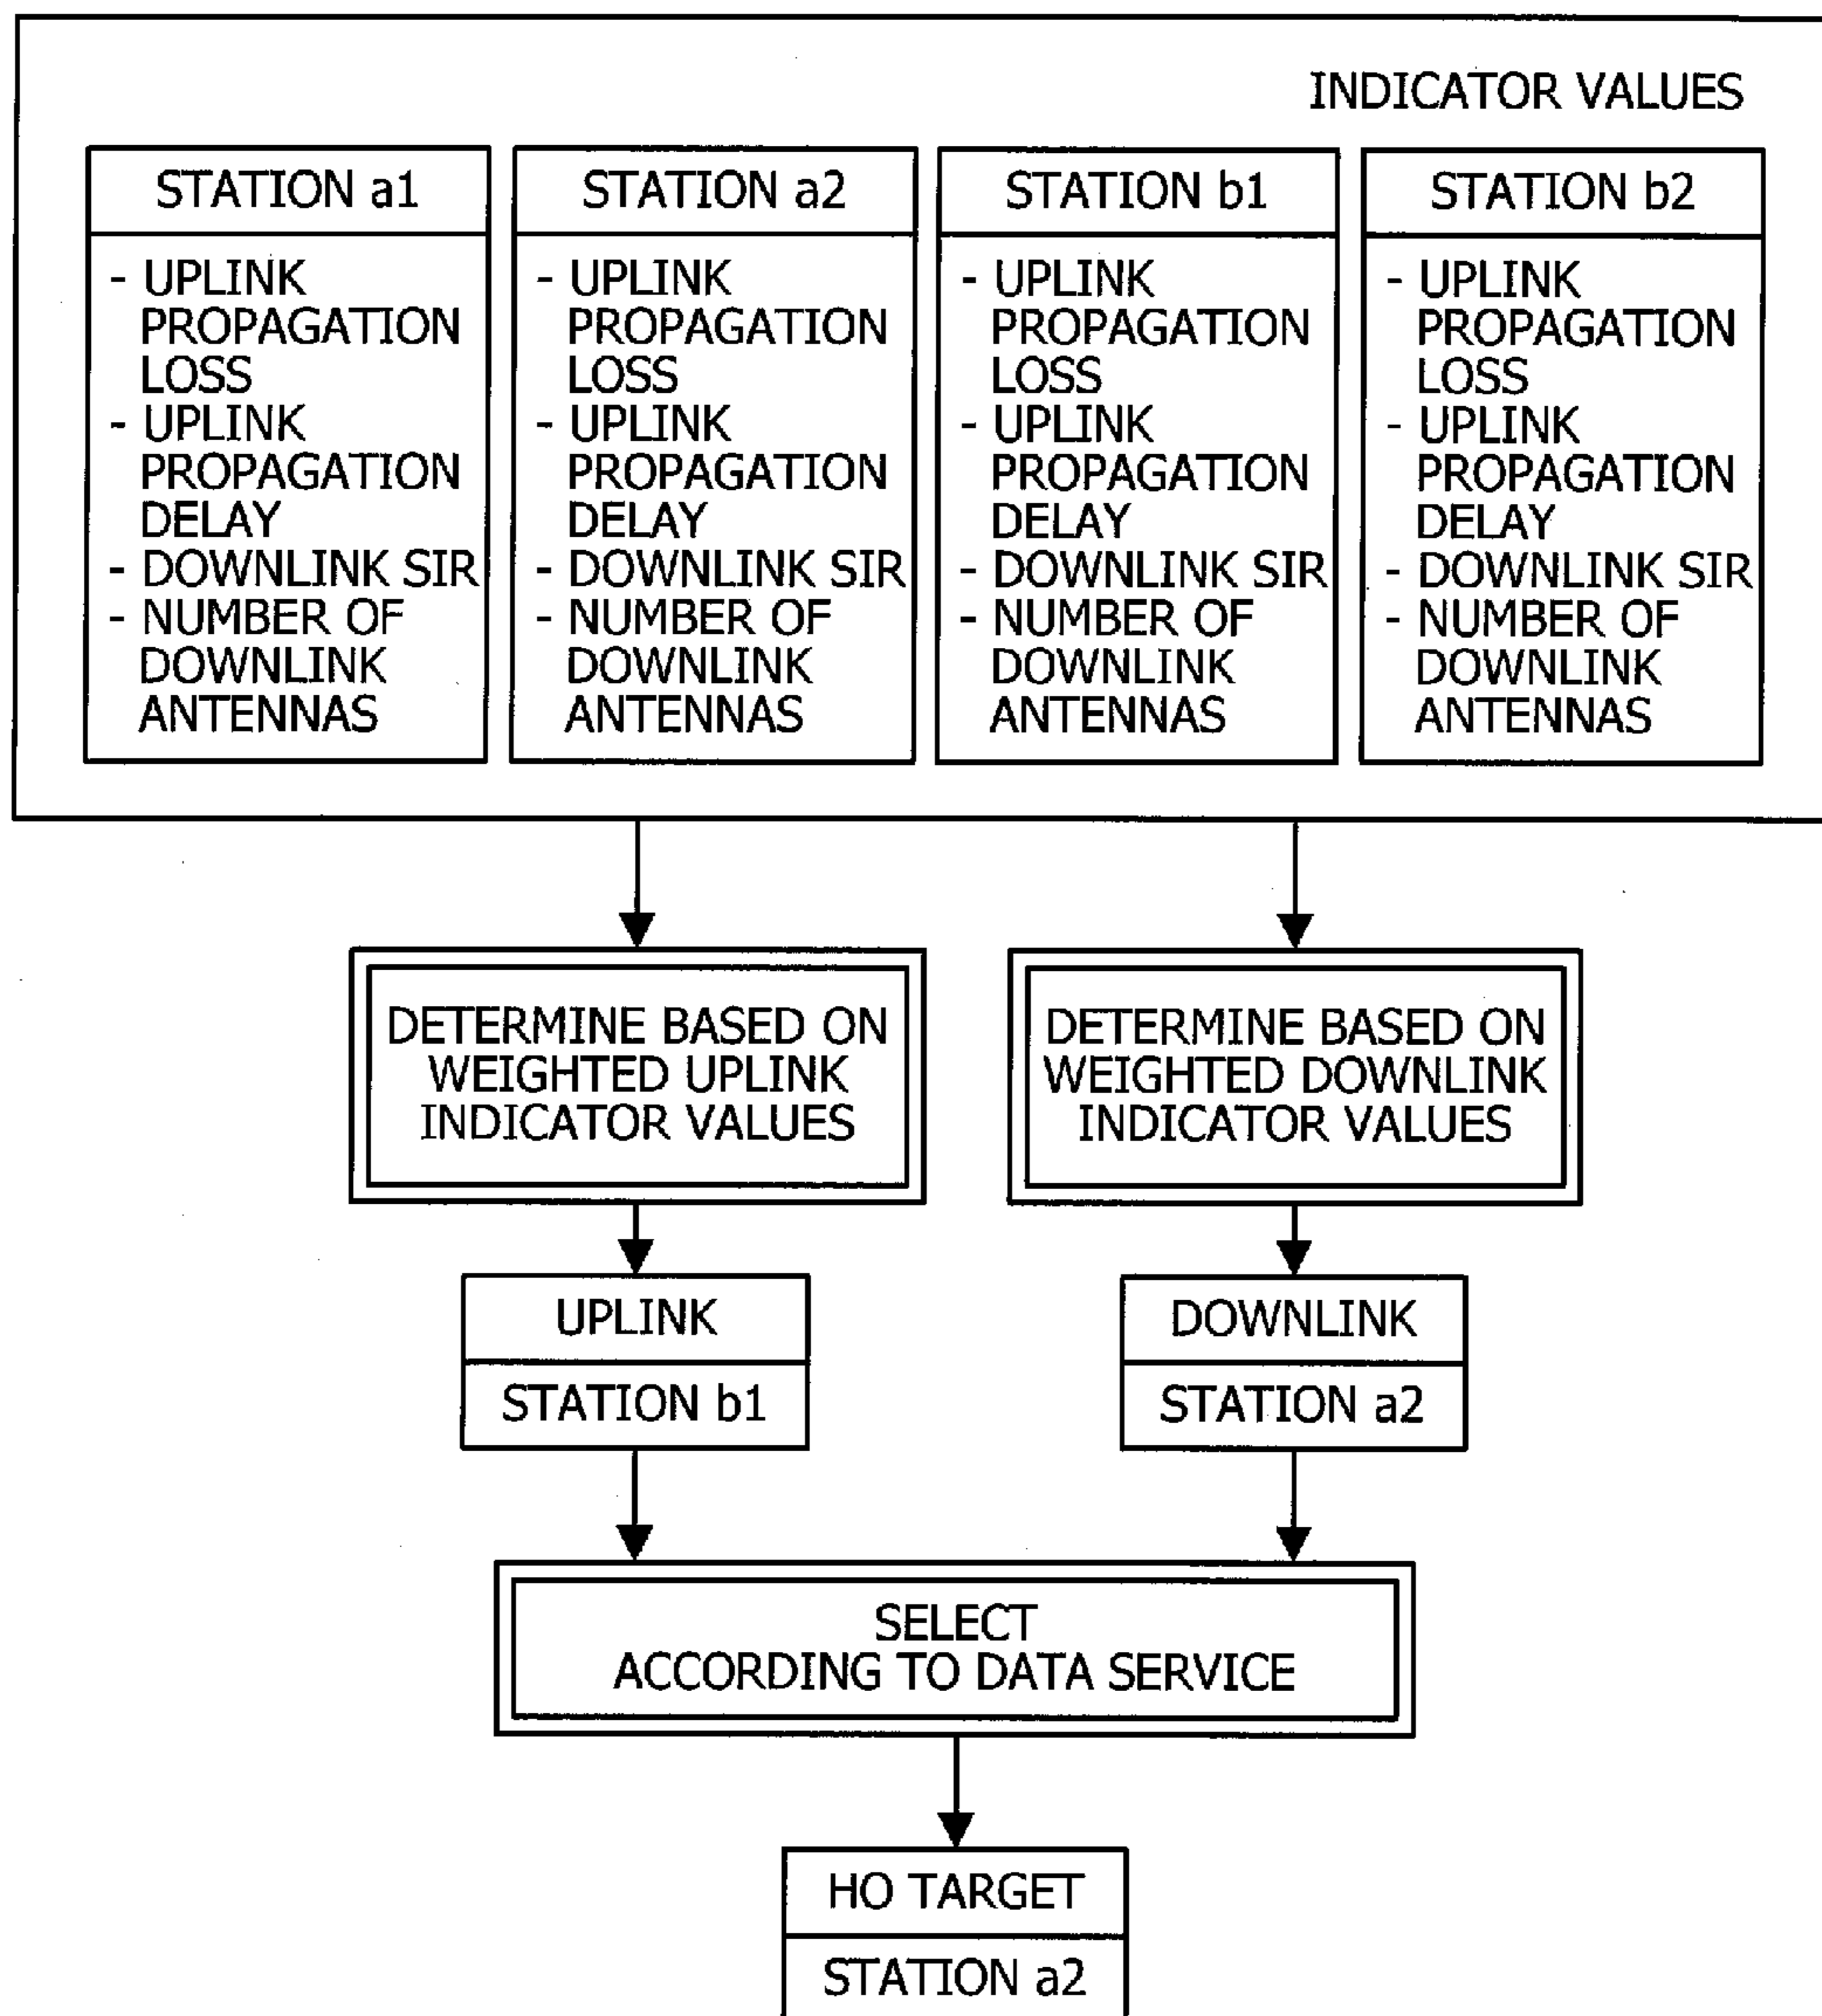 INDICATOR VALUES
STATION a1
- UPLINK
PROPAGATION
LOSS
- UPLINK
PROPAGATION
DELAY
- DOWNLINK SIR
- NUMBER OF
DOWNLINK
ANTENNAS
STATION a2
- UPLINK
PROPAGATION
LOSS
- UPLINK
PROPAGATION
DELAY
- DOWNLINK SIR
- NUMBER OF
DOWNLINK
ANTENNAS
STATION b1
- UPLINK
PROPAGATION
LOSS
- UPLINK
PROPAGATION
DELAY
- DOWNLINK SIR
- NUMBER OF
DOWNLINK
ANTENNAS
STATION b2
- UPLINK
PROPAGATION
LOSS
- UPLINK
PROPAGATION
DELAY
- DOWNLINK SIR
- NUMBER OF
DOWNLINK
ANTENNAS
DETERMINE BASED ON
WEIGHTED UPLINK
INDICATOR VALUES
DETERMINE BASED ON
WEIGHTED DOWNLINK
INDICATOR VALUES
UPLINK
STATION b1
DOWNLINK
STATION a2
SELECT
ACCORDING TO DATA SERVICE
HO TARGET
STATION a2